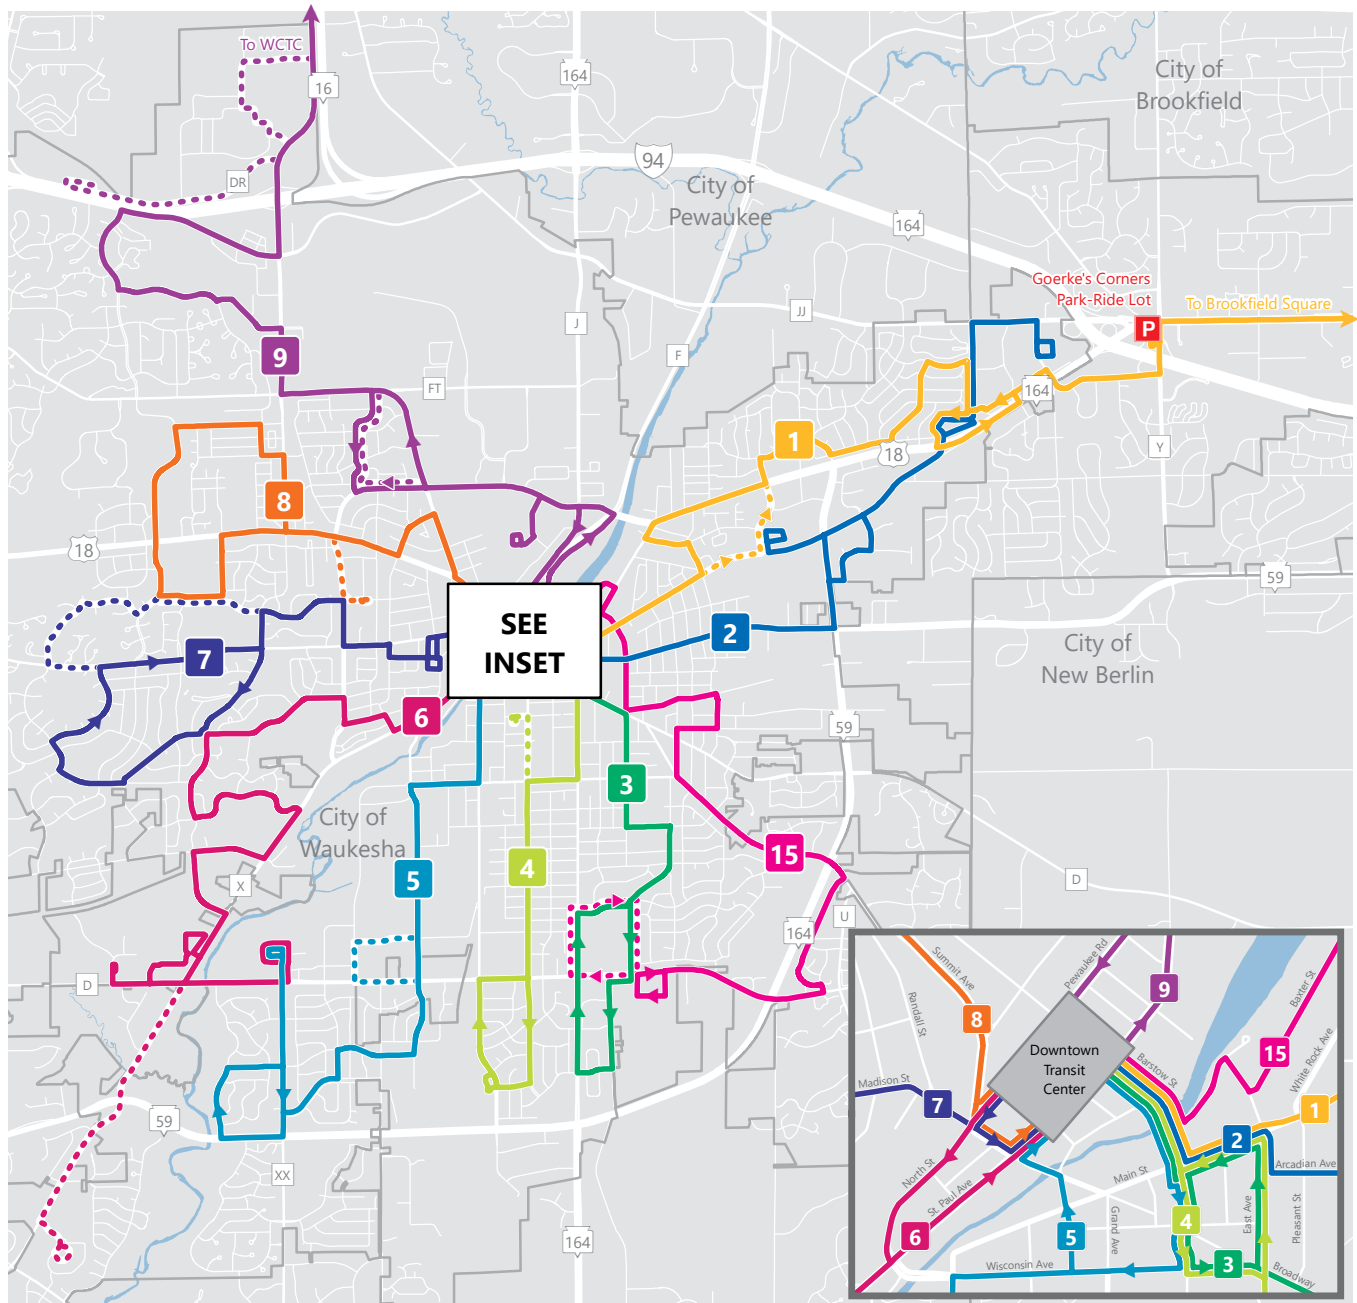 To WCTC
16
164
City of
Brookfield
94
DR
City of
Pewaukee
164
Goerke's Corners
Park-Ride Lot
To Brookfield Square
P
JJ
J
F
9
FT
164
1
18
Y
8
18
59
SEE
INSET
2
City of
New Berlin
7
6
59
3
City of
Waukesha
15
4
5
D
X
U
164
D
59
XX
164
Summit Ave
Pewaukee Rd
9
Randall St
8
Baxter St
15
White Rock Ave
Downtown
Transit
Center
Barstow St
Madison St
7
1
2
Arcadian Ave
North St
St. Paul Ave
Main St
4
East Ave
Pleasant St
Grand Ave
6
5
Wisconsin Ave
3
Broadway